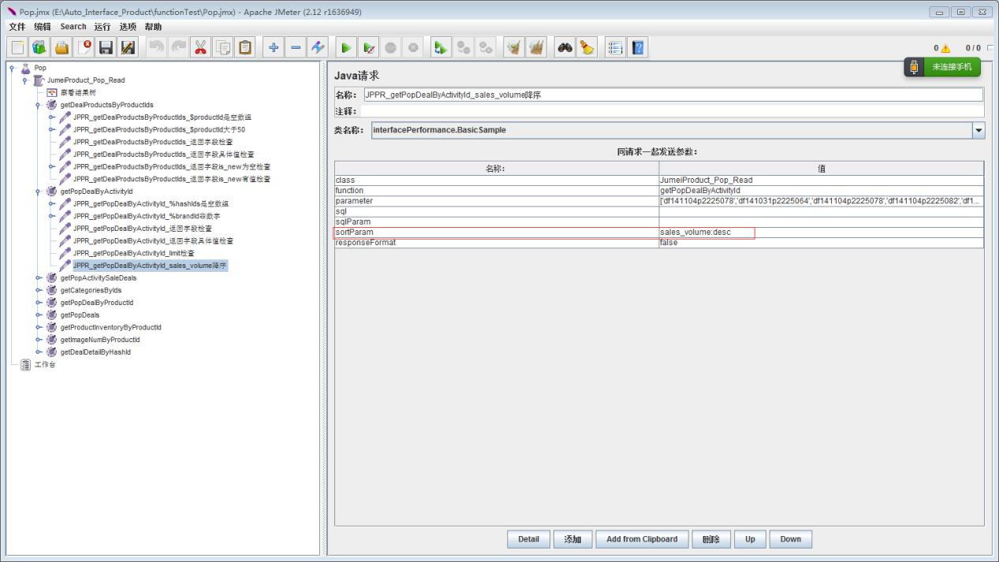 Pop.jmx (E:\Auto_Interface_Product\functionTest\Pop.jmx) - Apache JMeter (2.12 r1636949)
文件 编辑 Search 运行 选项 帮助
0 0 / 0
未连接手机
Pop
JumeiProduct_Pop_Read
察看结果树
getDealProductsByProductIds
JPPR_getDealProductsByProductIds_$productId是空数组
JPPR_getDealProductsByProductIds_$productId大于50
JPPR_getDealProductsByProductIds_返回字段检查
JPPR_getDealProductsByProductIds_返回字段具体值检查
JPPR_getDealProductsByProductIds_返回字段is_new为空检查
JPPR_getDealProductsByProductIds_返回字段is_new有值检查
getPopDealByActivityId
JPPR_getPopDealByActivityId_%hashIds是空数组
JPPR_getPopDealByActivityId_%brandId非数字
JPPR_getPopDealByActivityId_返回字段检查
JPPR_getPopDealByActivityId_返回字段具体值检查
JPPR_getPopDealByActivityId_limit检查
JPPR_getPopDealByActivityId_sales_volume降序
getPopActivitySaleDeals
getCategoriesByIds
getPopDealByProductId
getPopDeals
getProductInventoryByProductId
getImageNumByProductId
getDealDetailByHashId
工作台
Java请求
名称: JPPR_getPopDealByActivityId_sales_volume降序
注释:
类名称: interfacePerformance.BasicSample
同请求一起发送参数:
名称: 值
class JumeiProduct_Pop_Read
function getPopDealByActivityId
parameter ['df141104p2225078','df141031p2225064','df141104p2225078','df141104p2225082','df1...
sql
sqlParam
sortParam sales_volume:desc
responseFormat false
Detail 添加 Add from Clipboard 删除 Up Down